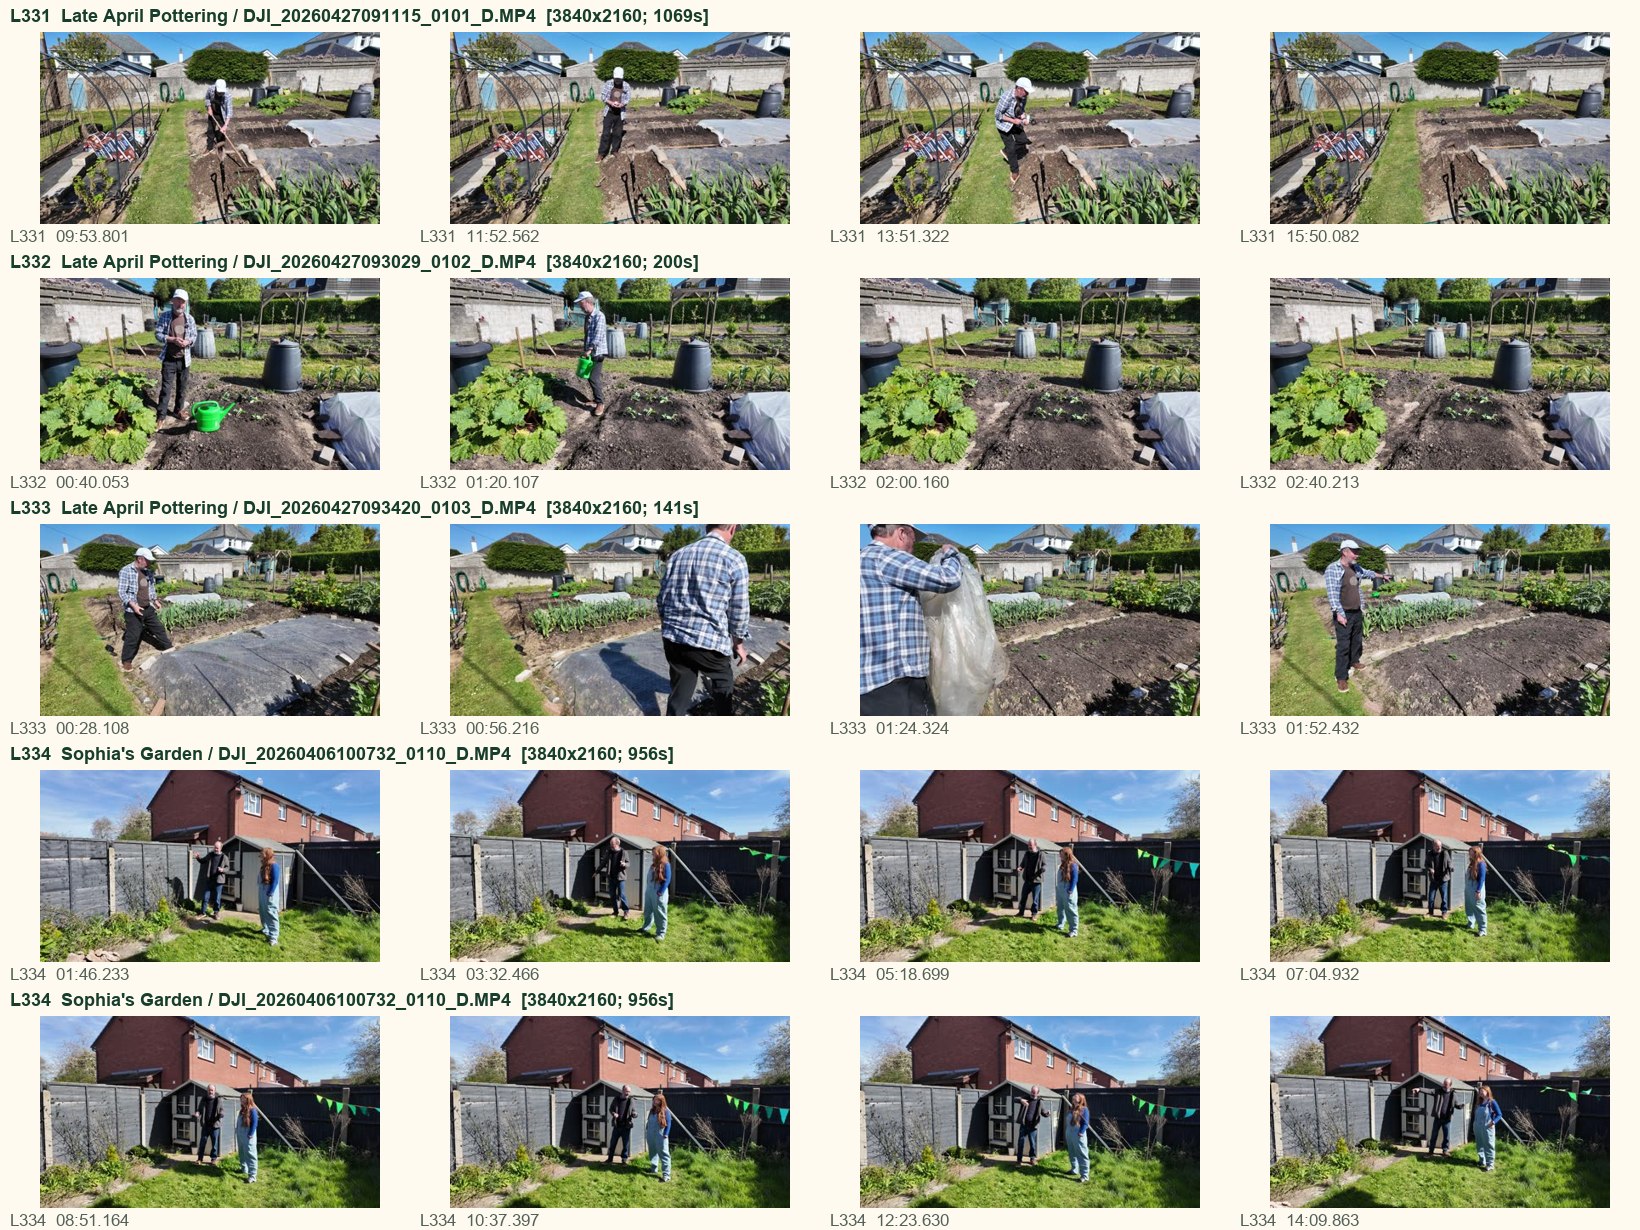 L331 Late April Pottering / DJI_20260427091115_0101_D.MP4 [3840x2160; 1069s]
L331 09:53.801
L331 11:52.562
L331 13:51.322
L331 15:50.082
L332 Late April Pottering / DJI_20260427093029_0102_D.MP4 [3840x2160; 200s]
L332 00:40.053
L332 01:20.107
L332 02:00.160
L332 02:40.213
L333 Late April Pottering / DJI_20260427093420_0103_D.MP4 [3840x2160; 141s]
L333 00:28.108
L333 00:56.216
L333 01:24.324
L333 01:52.432
L334 Sophia's Garden / DJI_20260406100732_0110_D.MP4 [3840x2160; 956s]
L334 01:46.233
L334 03:32.466
L334 05:18.699
L334 07:04.932
L334 Sophia's Garden / DJI_20260406100732_0110_D.MP4 [3840x2160; 956s]
L334 08:51.164
L334 10:37.397
L334 12:23.630
L334 14:09.863